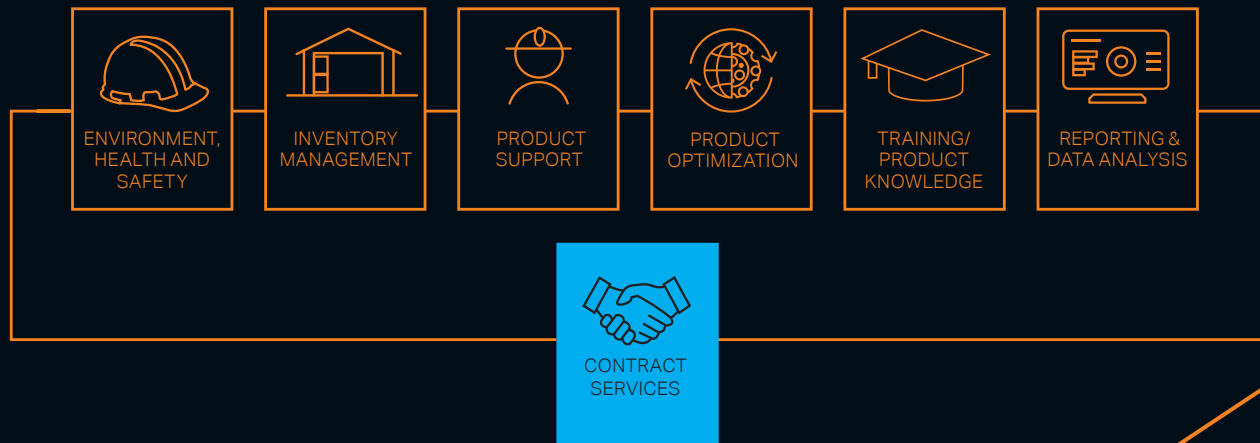 ENVIRONMENT,
HEALTH AND
SAFETY
INVENTORY
MANAGEMENT
PRODUCT
SUPPORT
PRODUCT
OPTIMIZATION
TRAINING/
PRODUCT
KNOWLEDGE
REPORTING &
DATA ANALYSIS
CONTRACT
SERVICES